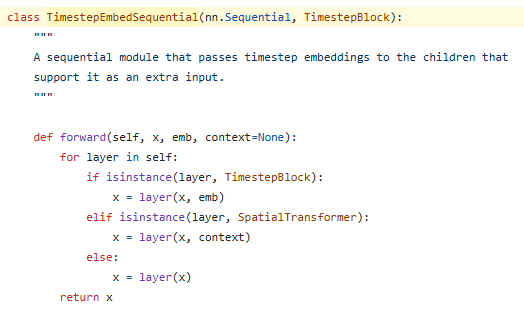 class TimestepEmbedSequential(nn.Sequential, TimestepBlock):
    """
    A sequential module that passes timestep embeddings to the children that
    support it as an extra input.
    """
    def forward(self, x, emb, context=None):
        for layer in self:
            if isinstance(layer, TimestepBlock):
                x = layer(x, emb)
            elif isinstance(layer, SpatialTransformer):
                x = layer(x, context)
            else:
                x = layer(x)
        return x